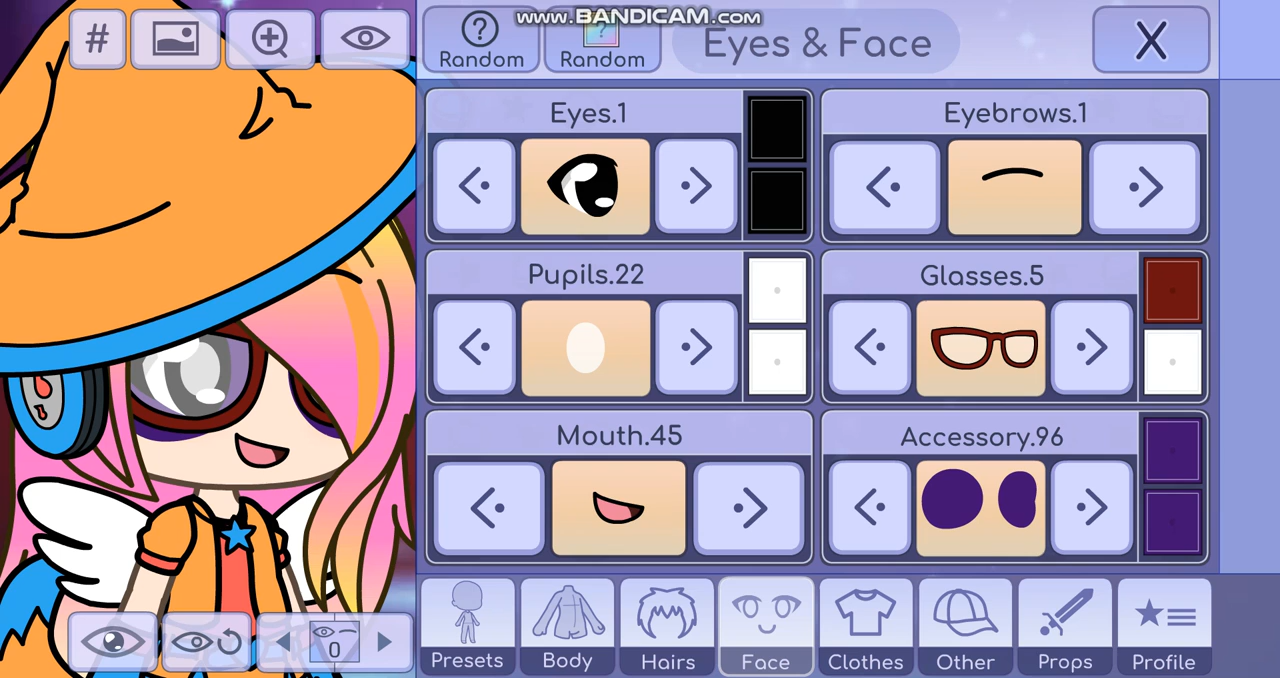 www.BANDICAM.com
#
? Random
? Random
Eyes & Face
X
Eyes.1
Eyebrows.1
Pupils.22
Glasses.5
Mouth.45
Accessory.96
0
Presets
Body
Hairs
Face
Clothes
Other
Props
Profile